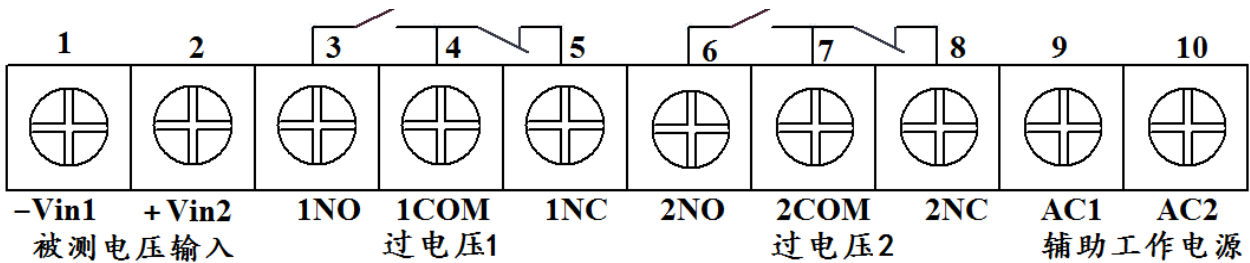 1 2 3 4 5 6 7 8 9 10
−Vin1 +Vin2 1NO 1COM 1NC 2NO 2COM 2NC AC1 AC2
被测电压输入 过电压1 过电压2 辅助工作电源